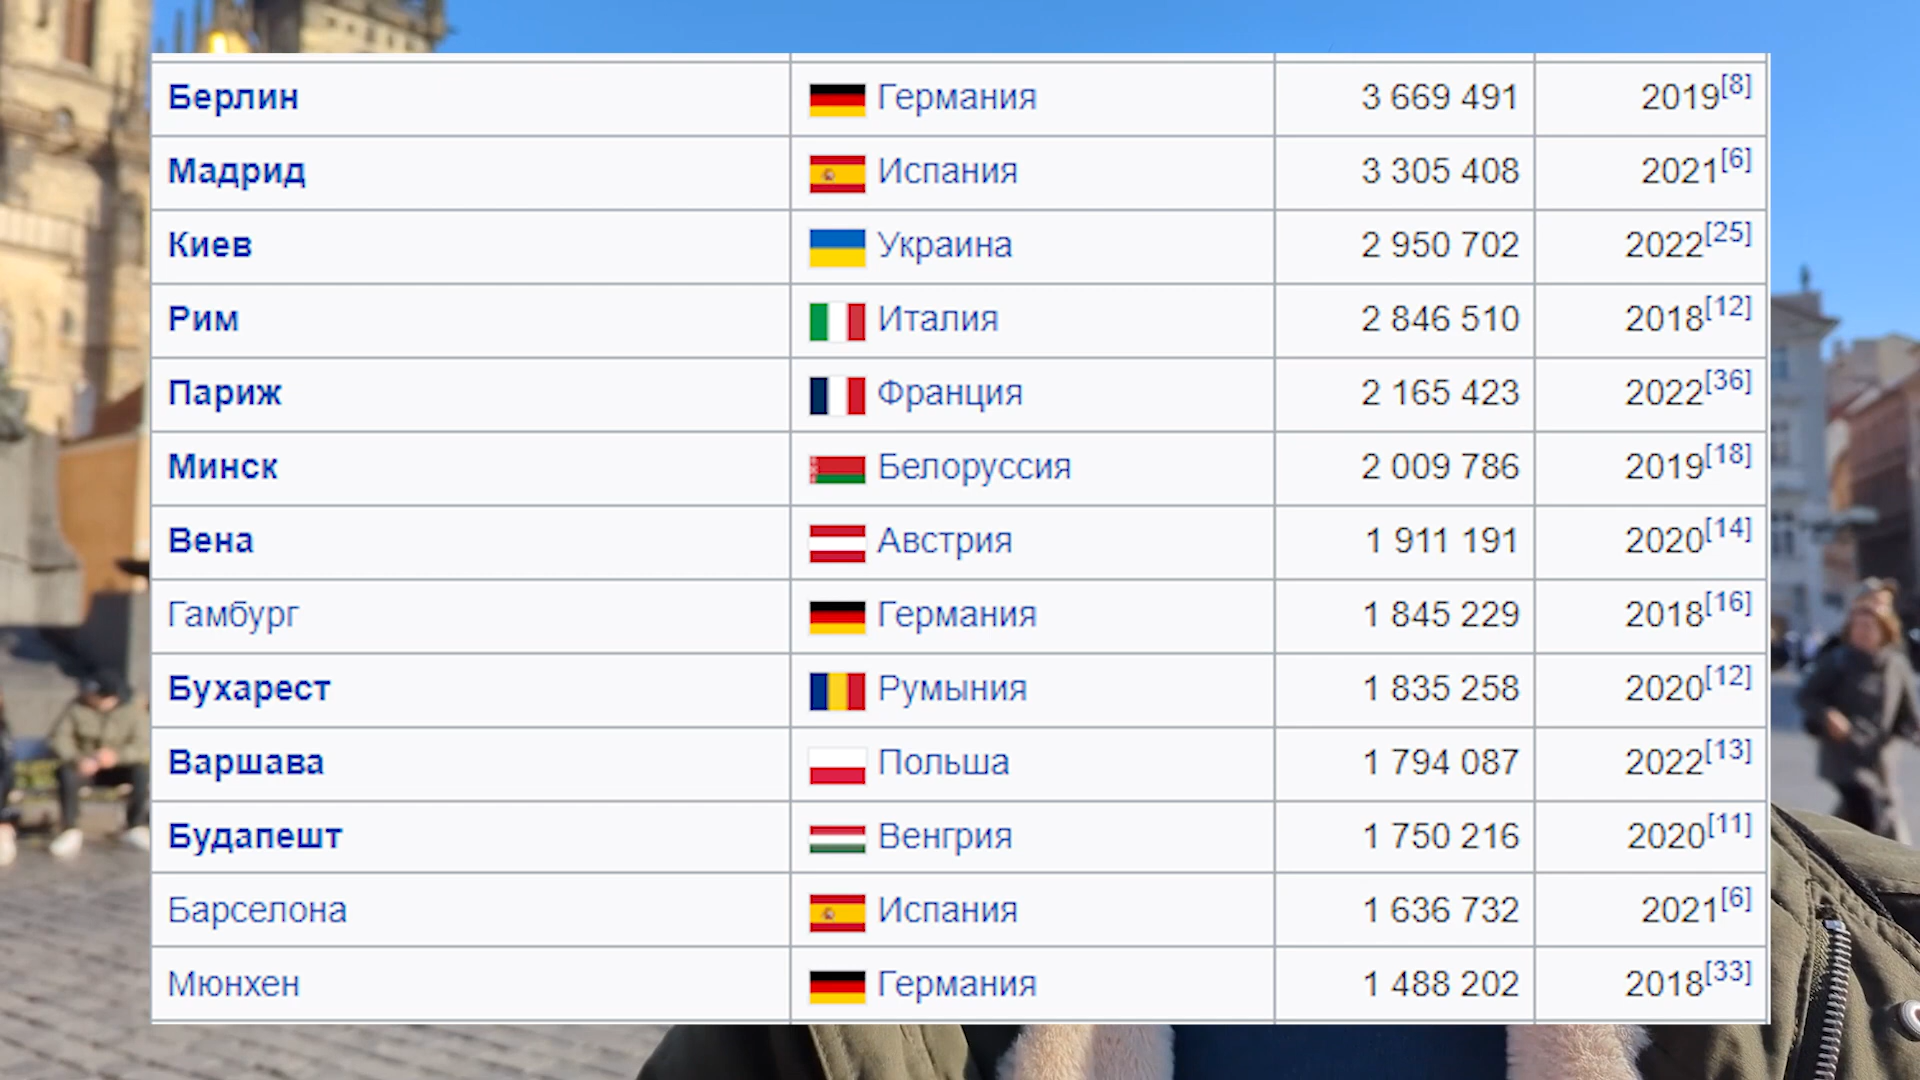 Берлин Германия 3 669 491 2019[8]
Мадрид Испания 3 305 408 2021[6]
Киев Украина 2 950 702 2022[25]
Рим Италия 2 846 510 2018[12]
Париж Франция 2 165 423 2022[36]
Минск Белоруссия 2 009 786 2019[18]
Вена Австрия 1 911 191 2020[14]
Гамбург Германия 1 845 229 2018[16]
Бухарест Румыния 1 835 258 2020[12]
Варшава Польша 1 794 087 2022[13]
Будапешт Венгрия 1 750 216 2020[11]
Барселона Испания 1 636 732 2021[6]
Мюнхен Германия 1 488 202 2018[33]